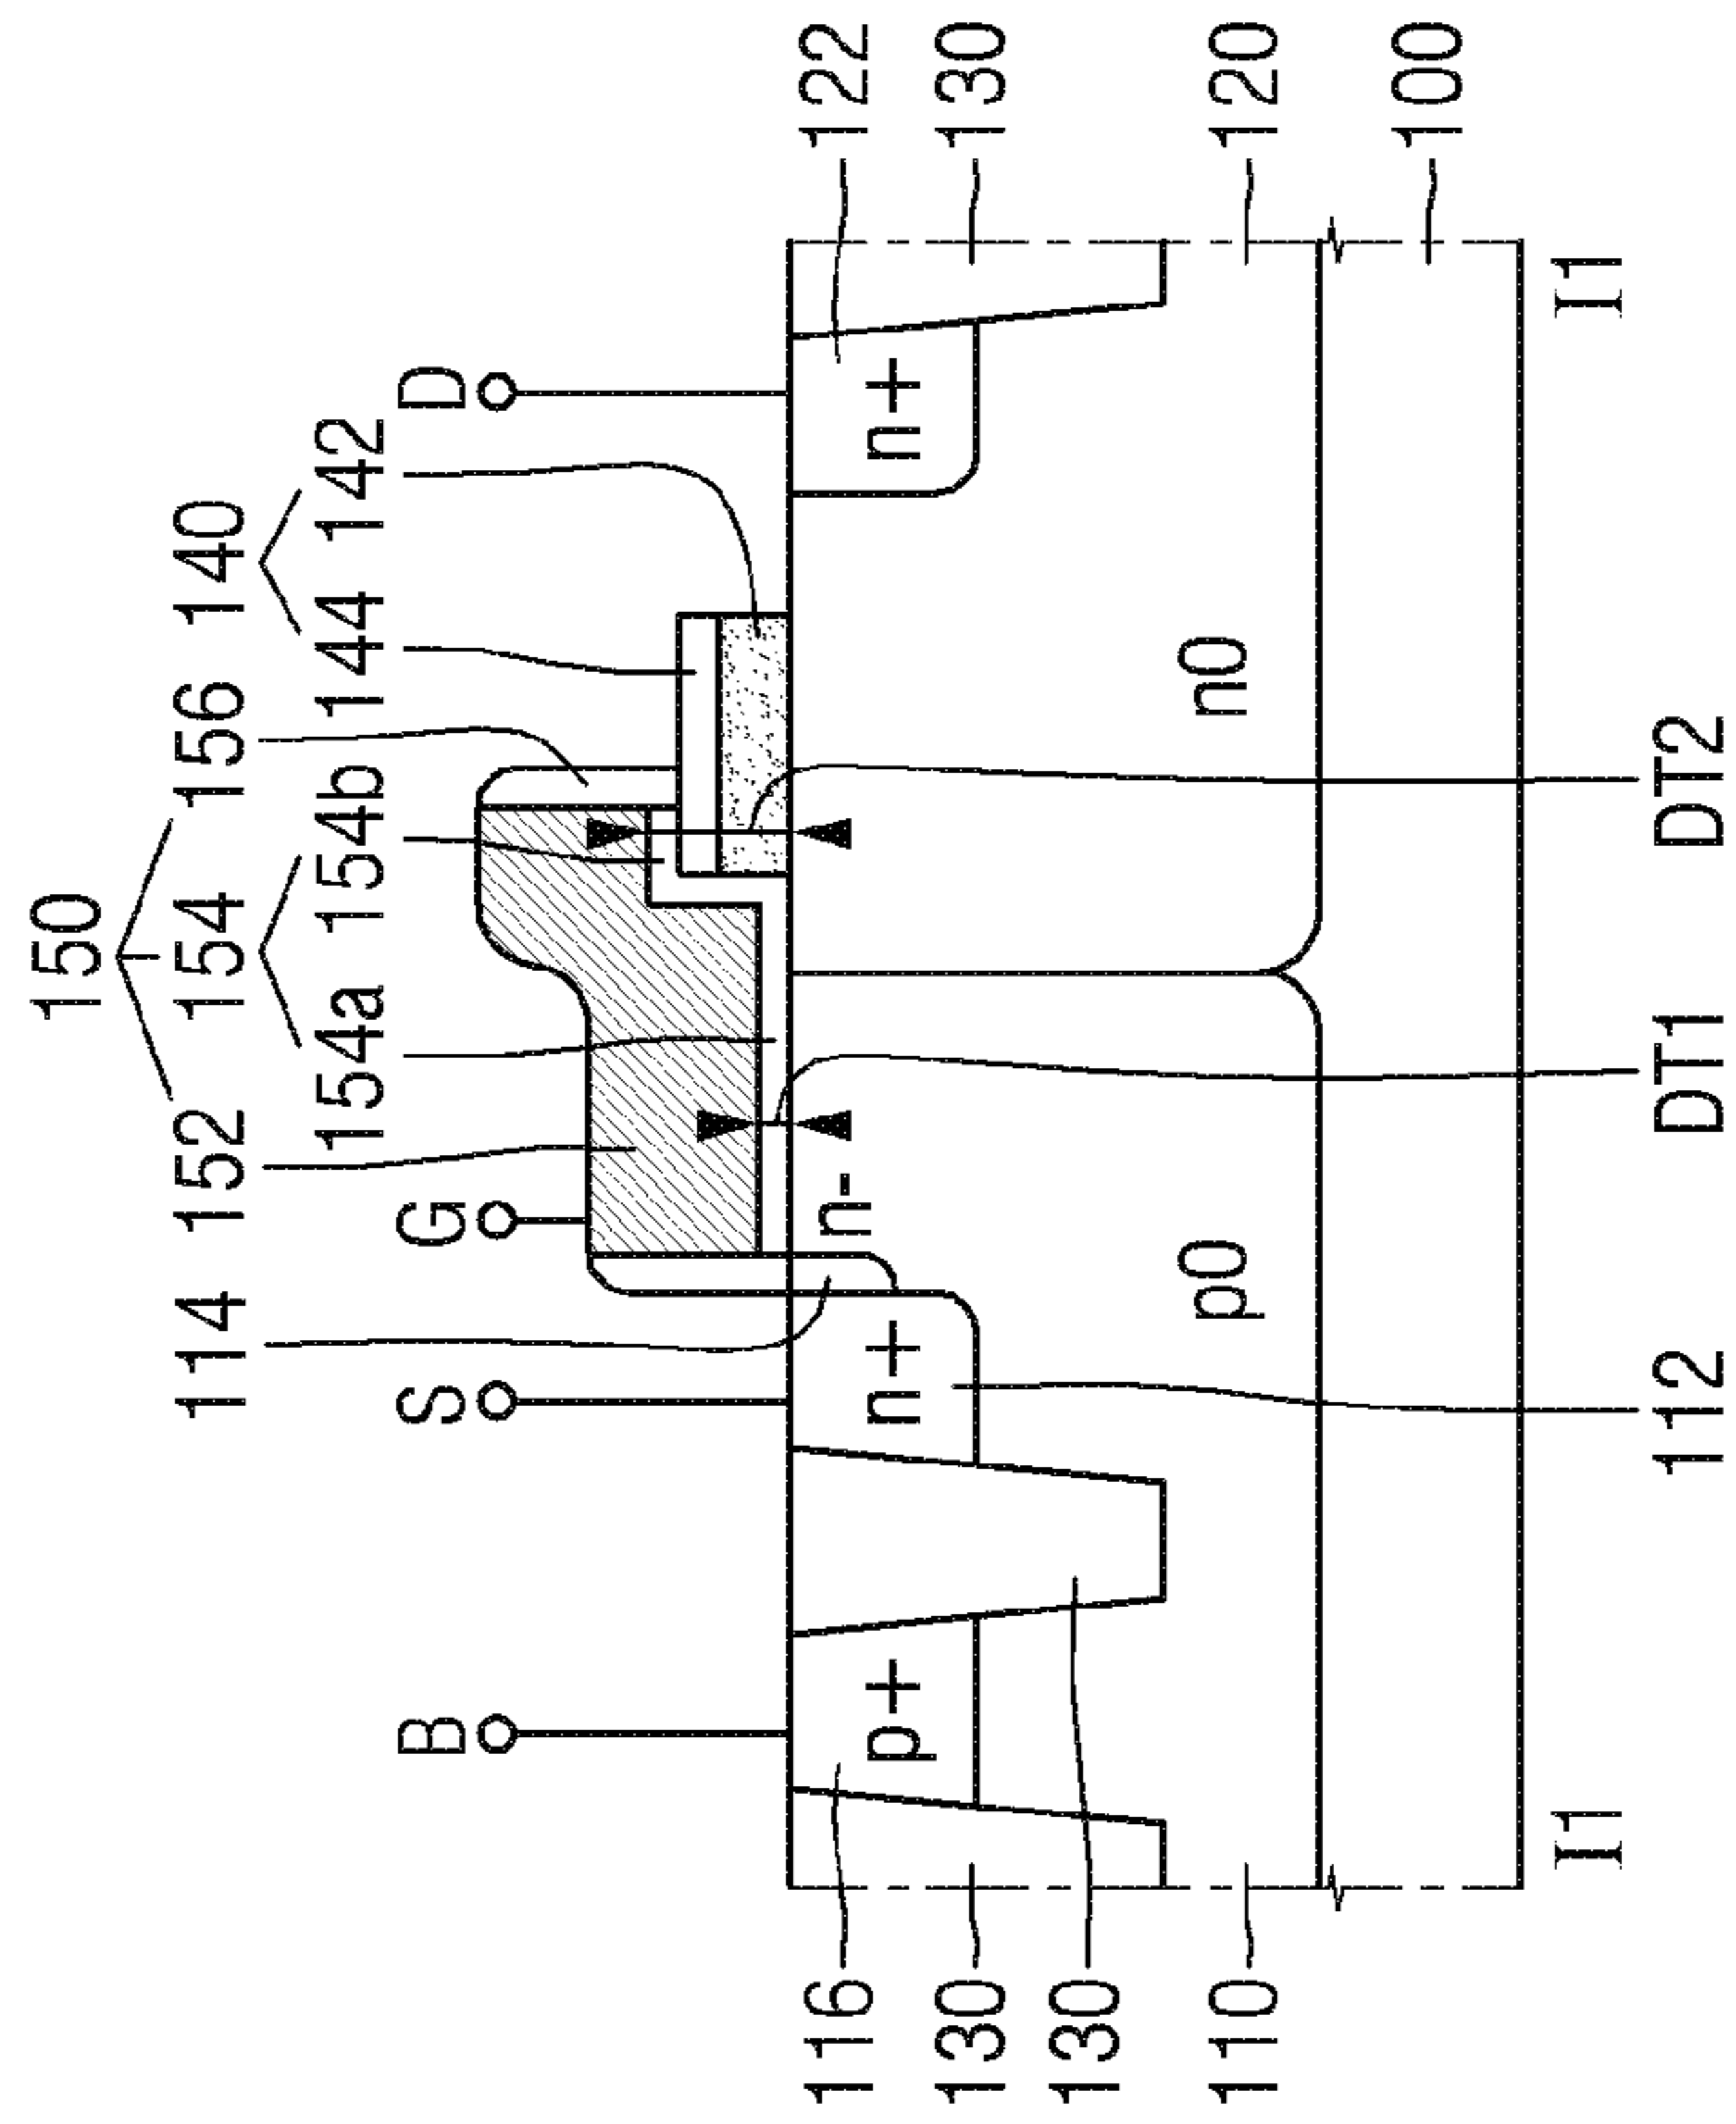 150
114 152 154 156 140
154a 154b 144 142
B S G D
116 n- 122
p+ n+ n+
130 130
130
p0 n0
110 120
100
I1 I1
112 DT1 DT2